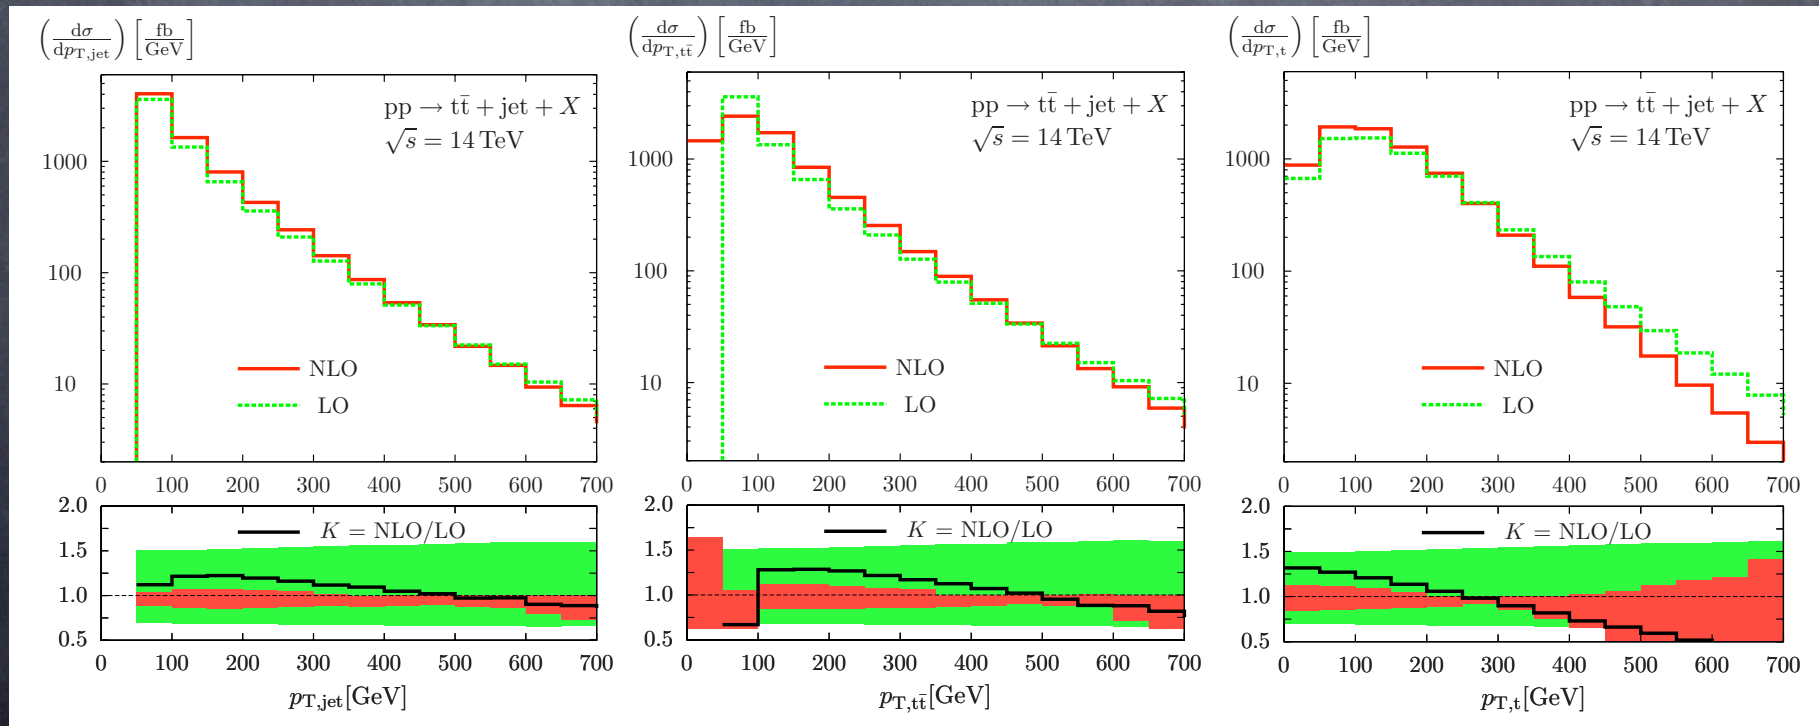 (dσ/dp_T,jet) [fb/GeV]
pp → tt̄ + jet + X
√s = 14 TeV
1000
100
10
NLO
LO
0 100 200 300 400 500 600 700
2.0
1.5
1.0
0.5
K = NLO/LO
0 100 200 300 400 500 600 700
p_T,jet[GeV]
(dσ/dp_T,tt̄) [fb/GeV]
pp → tt̄ + jet + X
√s = 14 TeV
1000
100
10
NLO
LO
0 100 200 300 400 500 600 700
2.0
1.5
1.0
0.5
K = NLO/LO
0 100 200 300 400 500 600 700
p_T,tt̄[GeV]
(dσ/dp_T,t) [fb/GeV]
pp → tt̄ + jet + X
√s = 14 TeV
1000
100
10
NLO
LO
0 100 200 300 400 500 600 700
2.0
1.5
1.0
0.5
K = NLO/LO
0 100 200 300 400 500 600 700
p_T,t[GeV]